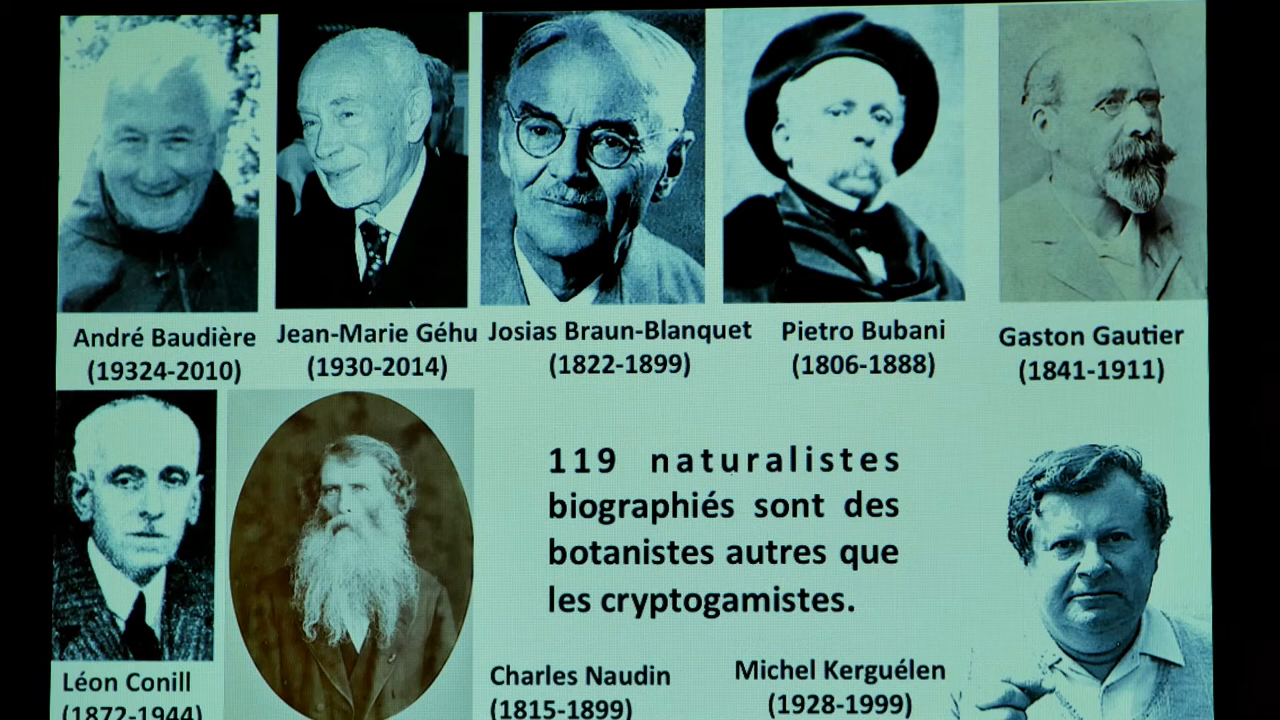 André Baudière
(19324-2010)
Jean-Marie Géhu
(1930-2014)
Josias Braun-Blanquet
(1822-1899)
Pietro Bubani
(1806-1888)
Gaston Gautier
(1841-1911)
119 naturalistes
biographiés sont des
botanistes autres que
les cryptogamistes.
Léon Conill
(1872-1944)
Charles Naudin
(1815-1899)
Michel Kerguélen
(1928-1999)